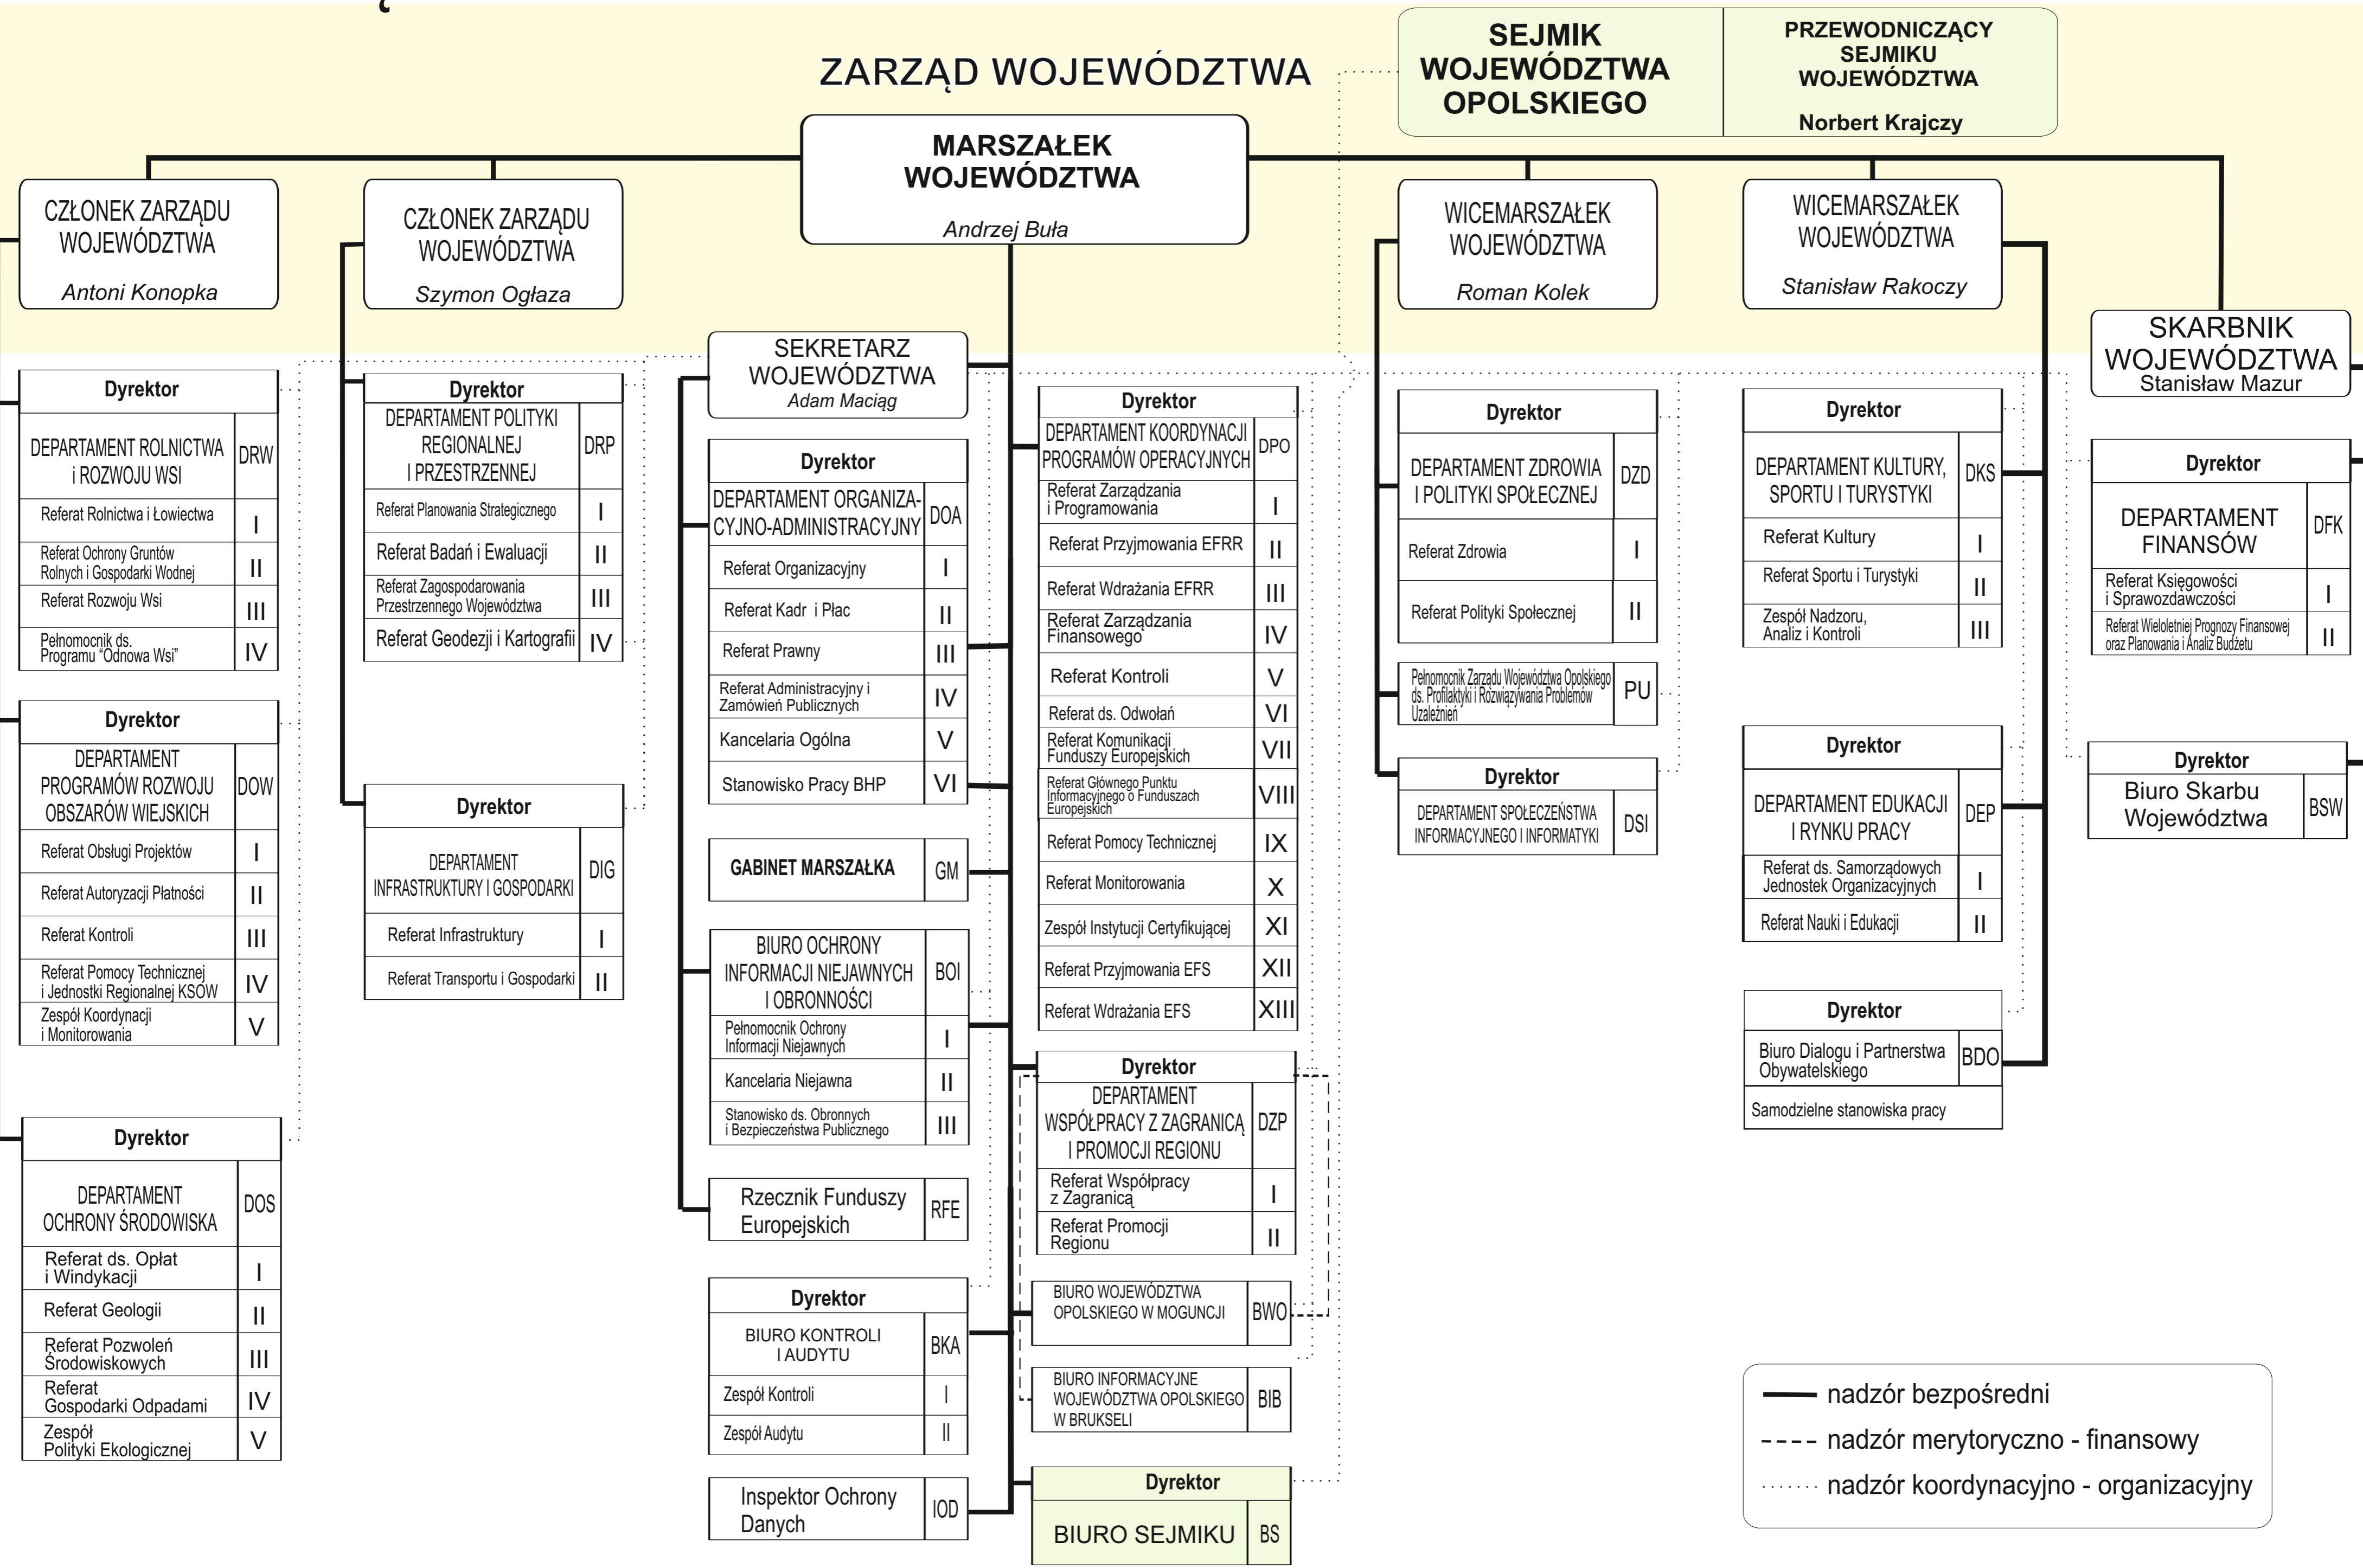 ZARZĄD WOJEWÓDZTWA
SEJMIK
WOJEWÓDZTWA
OPOLSKIEGO
PRZEWODNICZĄCY
SEJMIKU
WOJEWÓDZTWA
Norbert Krajczy
MARSZAŁEK
WOJEWÓDZTWA
Andrzej Buła
CZŁONEK ZARZĄDU
WOJEWÓDZTWA
Antoni Konopka
CZŁONEK ZARZĄDU
WOJEWÓDZTWA
Szymon Ogłaza
WICEMARSZAŁEK
WOJEWÓDZTWA
Roman Kolek
WICEMARSZAŁEK
WOJEWÓDZTWA
Stanisław Rakoczy
SKARBNIK
WOJEWÓDZTWA
Stanisław Mazur
SEKRETARZ
WOJEWÓDZTWA
Adam Maciąg
Dyrektor
DEPARTAMENT ROLNICTWA
i ROZWOJU WSI
DRW
Referat Rolnictwa i Łowiectwa
I
Referat Ochrony Gruntów
Rolnych i Gospodarki Wodnej
II
Referat Rozwoju Wsi
III
Pełnomocnik ds.
Programu “Odnowa Wsi”
IV
Dyrektor
DEPARTAMENT
PROGRAMÓW ROZWOJU
OBSZARÓW WIEJSKICH
DOW
Referat Obsługi Projektów
I
Referat Autoryzacji Płatności
II
Referat Kontroli
III
Referat Pomocy Technicznej
i Jednostki Regionalnej KSOW
IV
Zespół Koordynacji
i Monitorowania
V
Dyrektor
DEPARTAMENT
OCHRONY ŚRODOWISKA
DOS
Referat ds. Opłat
i Windykacji
I
Referat Geologii
II
Referat Pozwoleń
Środowiskowych
III
Referat
Gospodarki Odpadami
IV
Zespół
Polityki Ekologicznej
V
Dyrektor
DEPARTAMENT POLITYKI
REGIONALNEJ
I PRZESTRZENNEJ
DRP
Referat Planowania Strategicznego
I
Referat Badań i Ewaluacji
II
Referat Zagospodarowania
Przestrzennego Województwa
III
Referat Geodezji i Kartografii
IV
Dyrektor
DEPARTAMENT
INFRASTRUKTURY I GOSPODARKI
DIG
Referat Infrastruktury
I
Referat Transportu i Gospodarki
II
Dyrektor
DEPARTAMENT ORGANIZA-
CYJNO-ADMINISTRACYJNY
DOA
Referat Organizacyjny
I
Referat Kadr i Płac
II
Referat Prawny
III
Referat Administracyjny i
Zamówień Publicznych
IV
Kancelaria Ogólna
V
Stanowisko Pracy BHP
VI
GABINET MARSZAŁKA
GM
BIURO OCHRONY
INFORMACJI NIEJAWNYCH
I OBRONNOŚCI
BOI
Pełnomocnik Ochrony
Informacji Niejawnych
I
Kancelaria Niejawna
II
Stanowisko ds. Obronnych
i Bezpieczeństwa Publicznego
III
Rzecznik Funduszy
Europejskich
RFE
Dyrektor
BIURO KONTROLI
I AUDYTU
BKA
Zespół Kontroli
I
Zespół Audytu
II
Inspektor Ochrony
Danych
IOD
Dyrektor
DEPARTAMENT KOORDYNACJI
PROGRAMÓW OPERACYJNYCH
DPO
Referat Zarządzania
i Programowania
I
Referat Przyjmowania EFRR
II
Referat Wdrażania EFRR
III
Referat Zarządzania
Finansowego
IV
Referat Kontroli
V
Referat ds. Odwołań
VI
Referat Komunikacji
Funduszy Europejskich
VII
Referat Głównego Punktu
Informacyjnego o Funduszach
Europejskich
VIII
Referat Pomocy Technicznej
IX
Referat Monitorowania
X
Zespół Instytucji Certyfikującej
XI
Referat Przyjmowania EFS
XII
Referat Wdrażania EFS
XIII
Dyrektor
DEPARTAMENT
WSPÓŁPRACY Z ZAGRANICĄ
I PROMOCJI REGIONU
DZP
Referat Współpracy
z Zagranicą
I
Referat Promocji
Regionu
II
BIURO WOJEWÓDZTWA
OPOLSKIEGO W MOGUNCJI
BWO
BIURO INFORMACYJNE
WOJEWÓDZTWA OPOLSKIEGO
W BRUKSELI
BIB
Dyrektor
BIURO SEJMIKU
BS
Dyrektor
DEPARTAMENT ZDROWIA
I POLITYKI SPOŁECZNEJ
DZD
Referat Zdrowia
I
Referat Polityki Społecznej
II
Pełnomocnik Zarządu Województwa Opolskiego
ds. Profilaktyki i Rozwiązywania Problemów
Uzależnień
PU
Dyrektor
DEPARTAMENT SPOŁECZEŃSTWA
INFORMACYJNEGO I INFORMATYKI
DSI
Dyrektor
DEPARTAMENT KULTURY,
SPORTU I TURYSTYKI
DKS
Referat Kultury
I
Referat Sportu i Turystyki
II
Zespół Nadzoru,
Analiz i Kontroli
III
Dyrektor
DEPARTAMENT EDUKACJI
I RYNKU PRACY
DEP
Referat ds. Samorządowych
Jednostek Organizacyjnych
I
Referat Nauki i Edukacji
II
Dyrektor
Biuro Dialogu i Partnerstwa
Obywatelskiego
BDO
Samodzielne stanowiska pracy
Dyrektor
DEPARTAMENT
FINANSÓW
DFK
Referat Księgowości
i Sprawozdawczości
I
Referat Wieloletniej Prognozy Finansowej
oraz Planowania i Analiz Budżetu
II
Dyrektor
Biuro Skarbu
Województwa
BSW
nadzór bezpośredni
nadzór merytoryczno - finansowy
nadzór koordynacyjno - organizacyjny